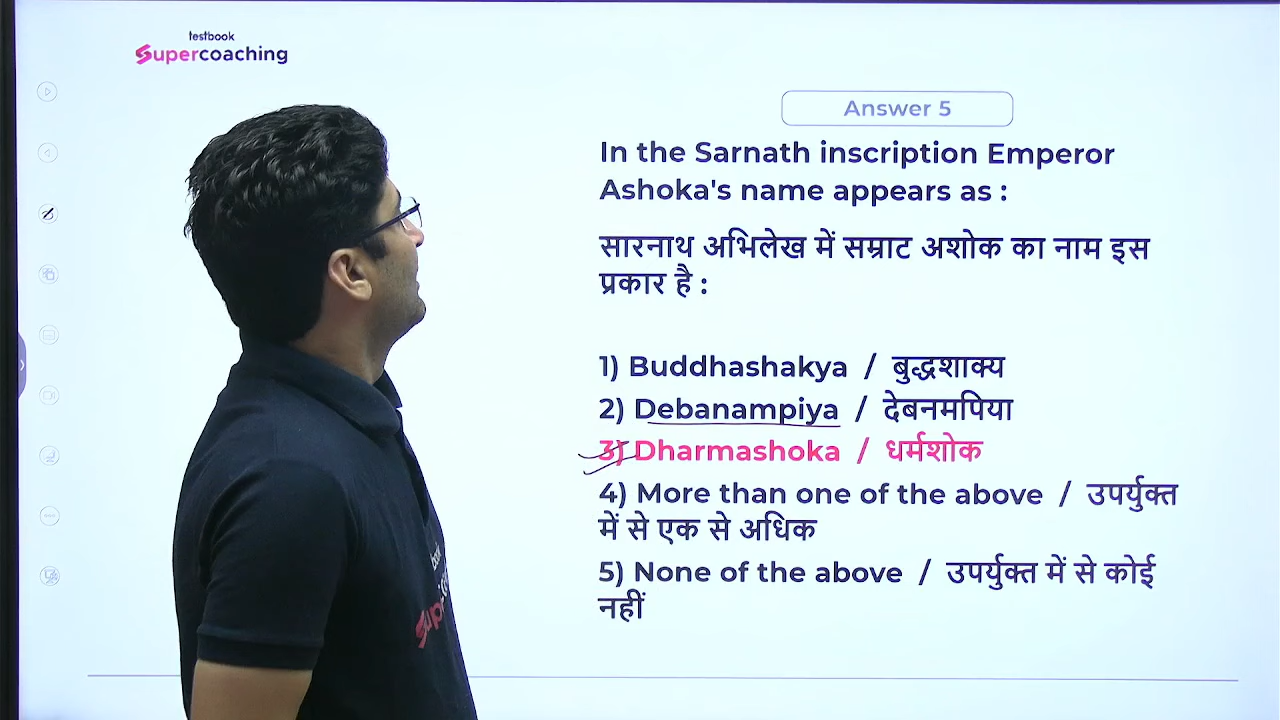 testbook
Supercoaching
Answer 5
In the Sarnath inscription Emperor
Ashoka's name appears as :
सारनाथ अभिलेख में सम्राट अशोक का नाम इस
प्रकार है :
1) Buddhashakya / बुद्धशाक्य
2) Debanampiya / देबनमपिया
3) Dharmashoka / धर्मशोक
4) More than one of the above / उपर्युक्त
में से एक से अधिक
5) None of the above / उपर्युक्त में से कोई
नहीं